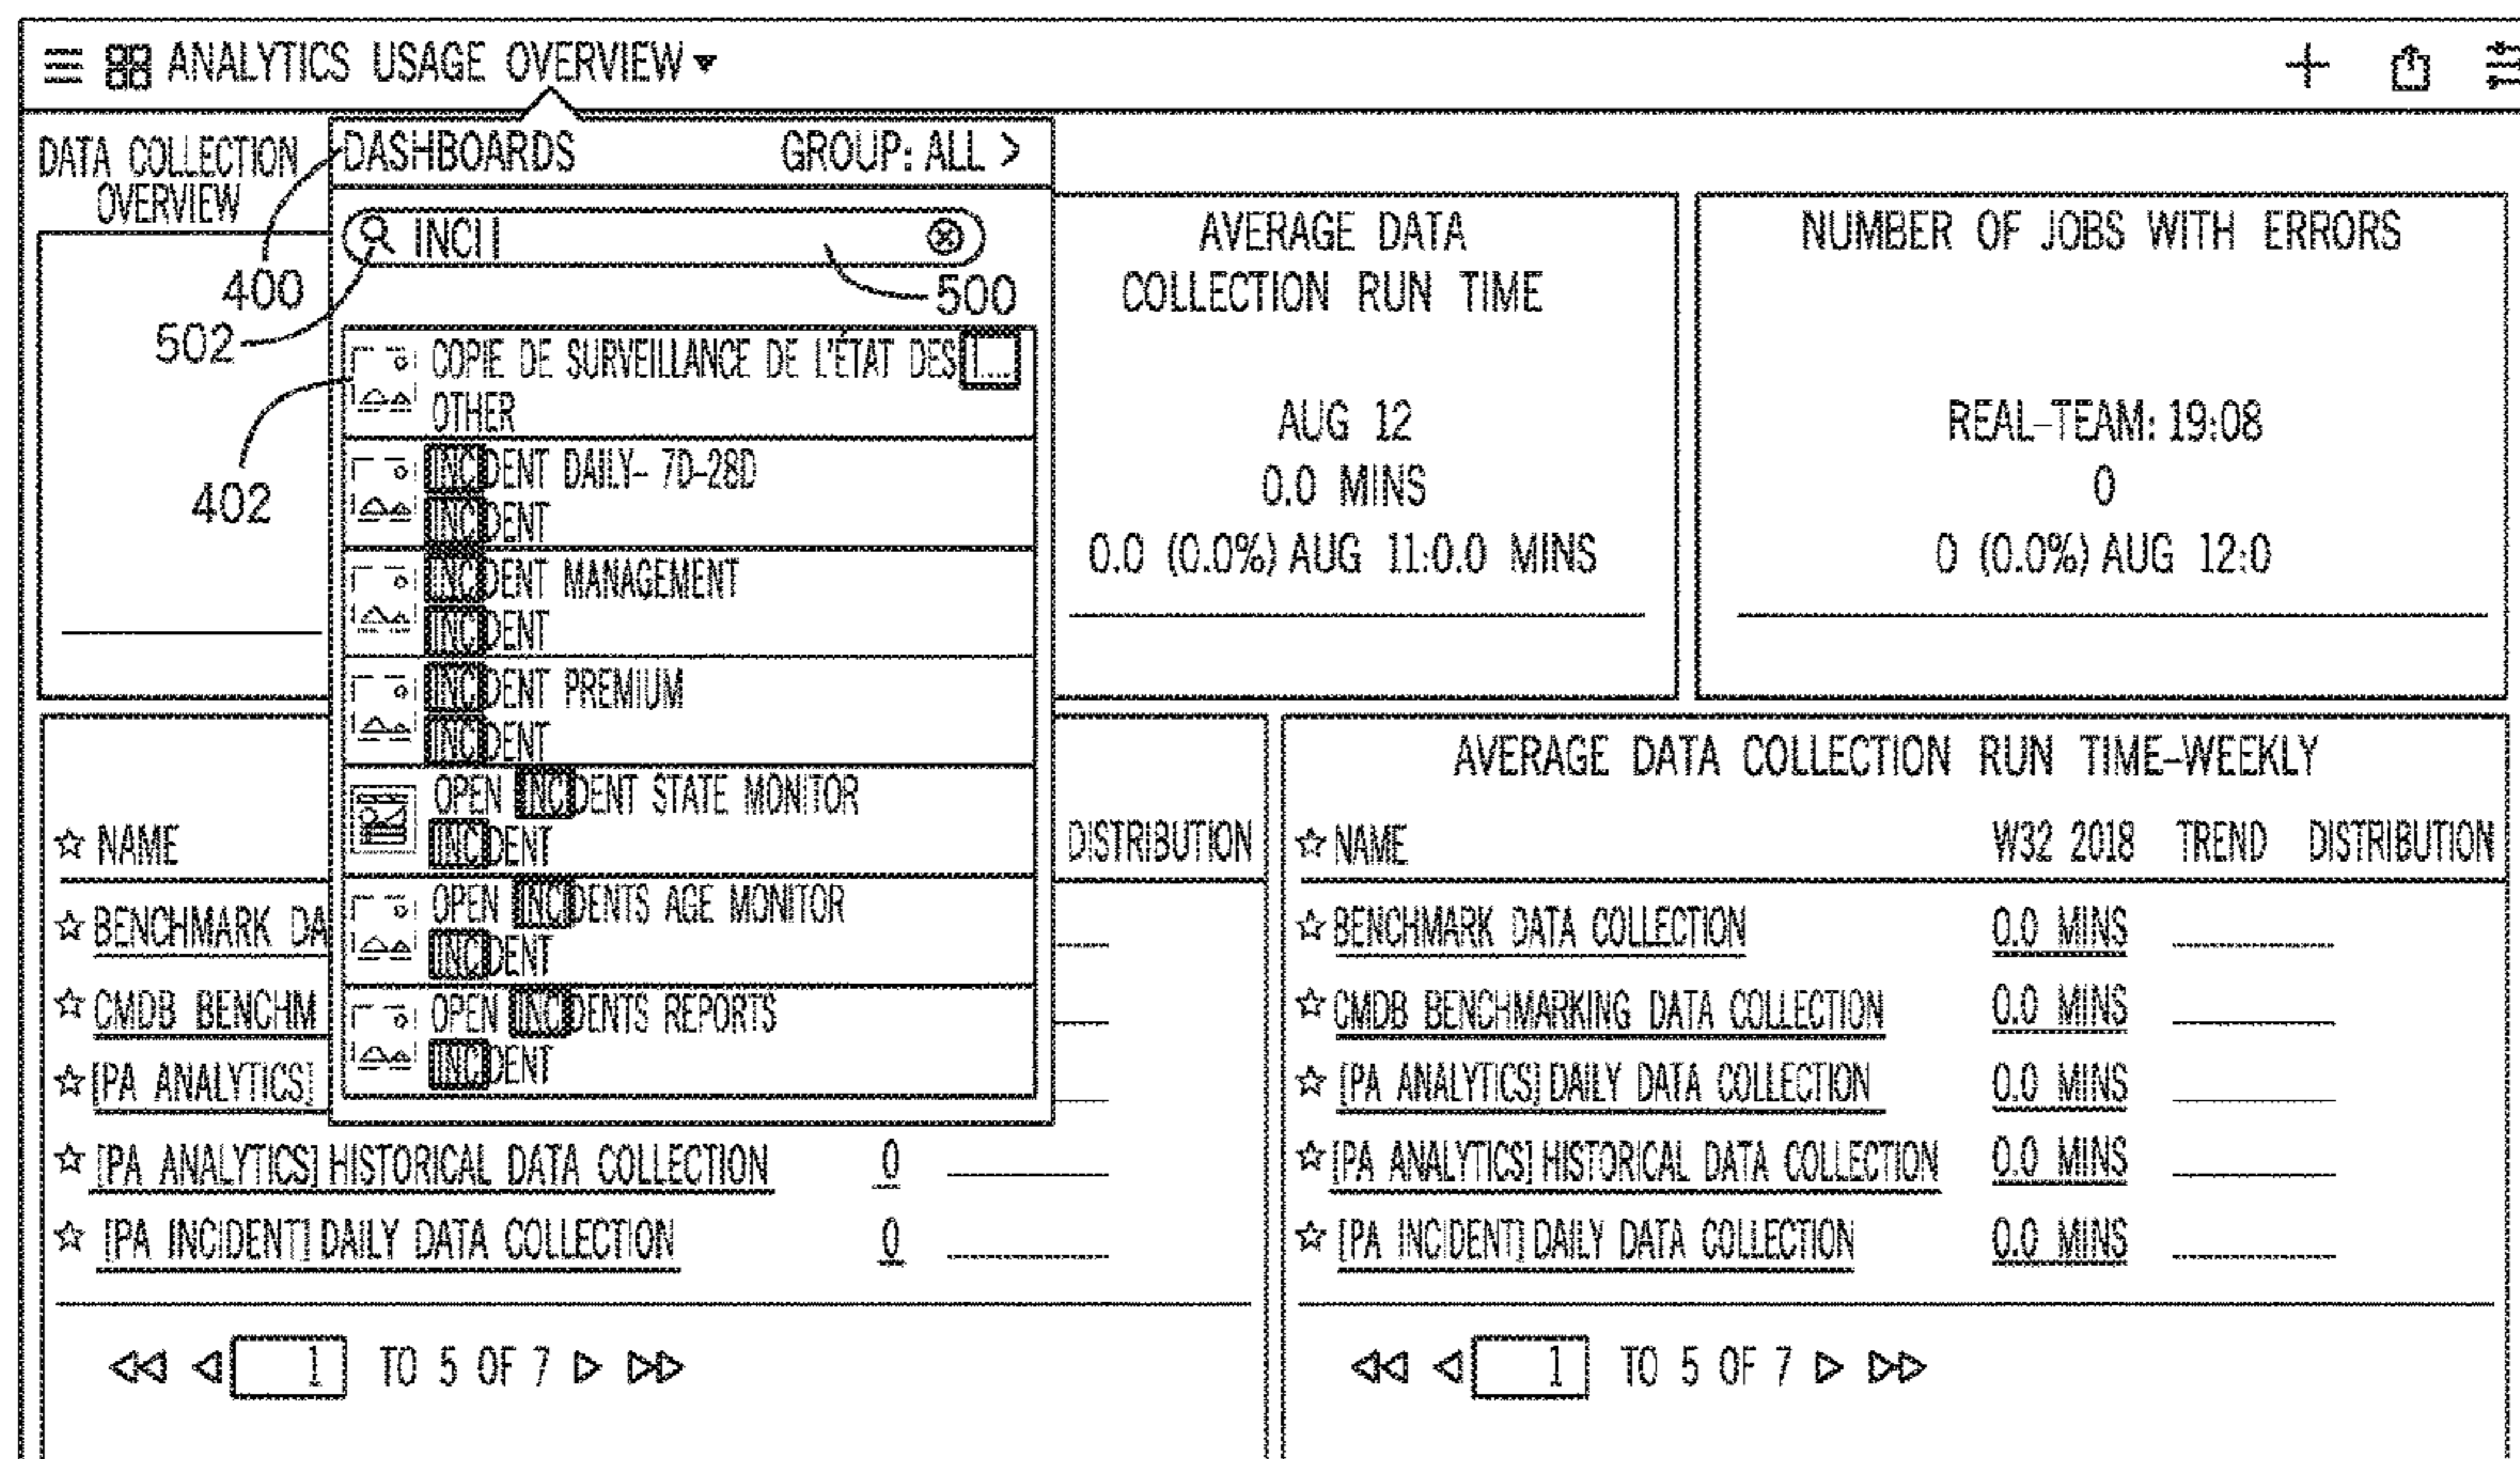 ANALYTICS USAGE OVERVIEW
DATA COLLECTION
OVERVIEW
DASHBOARDS GROUP: ALL >
INCI
400
502
500
402
COPIE DE SURVEILLANCE DE L'ÉTAT DES I...
OTHER
INCIDENT DAILY– 7D–28D
INCIDENT
INCIDENT MANAGEMENT
INCIDENT
INCIDENT PREMIUM
INCIDENT
OPEN INCIDENT STATE MONITOR
INCIDENT
OPEN INCIDENTS AGE MONITOR
INCIDENT
OPEN INCIDENTS REPORTS
INCIDENT
AVERAGE DATA
COLLECTION RUN TIME
AUG 12
0.0 MINS
0.0 (0.0%) AUG 11:0.0 MINS
NUMBER OF JOBS WITH ERRORS
REAL–TEAM: 19:08
0
0 (0.0%) AUG 12:0
NAME DISTRIBUTION
BENCHMARK DA
CMDB BENCHM
[PA ANALYTICS]
[PA ANALYTICS] HISTORICAL DATA COLLECTION 0
[PA INCIDENT] DAILY DATA COLLECTION 0
1 TO 5 OF 7
AVERAGE DATA COLLECTION RUN TIME–WEEKLY
NAME W32 2018 TREND DISTRIBUTION
BENCHMARK DATA COLLECTION 0.0 MINS
CMDB BENCHMARKING DATA COLLECTION 0.0 MINS
[PA ANALYTICS] DAILY DATA COLLECTION 0.0 MINS
[PA ANALYTICS] HISTORICAL DATA COLLECTION 0.0 MINS
[PA INCIDENT] DAILY DATA COLLECTION 0.0 MINS
1 TO 5 OF 7